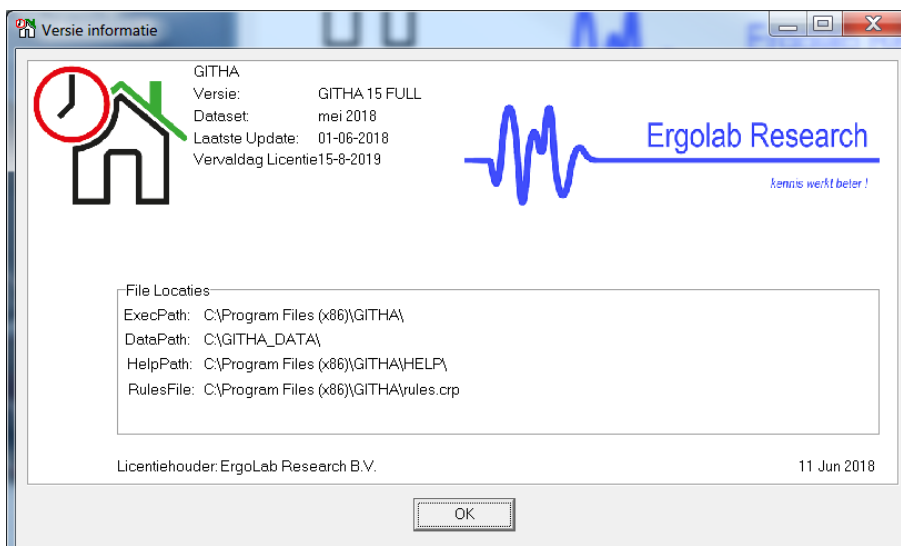 Versie informatie
GITHA
Versie: GITHA 15 FULL
Dataset: mei 2018
Laatste Update: 01-06-2018
Vervaldag Licentie15-8-2019
Ergolab Research
kennis werkt beter !
File Locaties
ExecPath: C:\Program Files (x86)\GITHA\
DataPath: C:\GITHA_DATA\
HelpPath: C:\Program Files (x86)\GITHA\HELP\
RulesFile: C:\Program Files (x86)\GITHA\rules.crp
Licentiehouder: ErgoLab Research B.V.
11 Jun 2018
OK